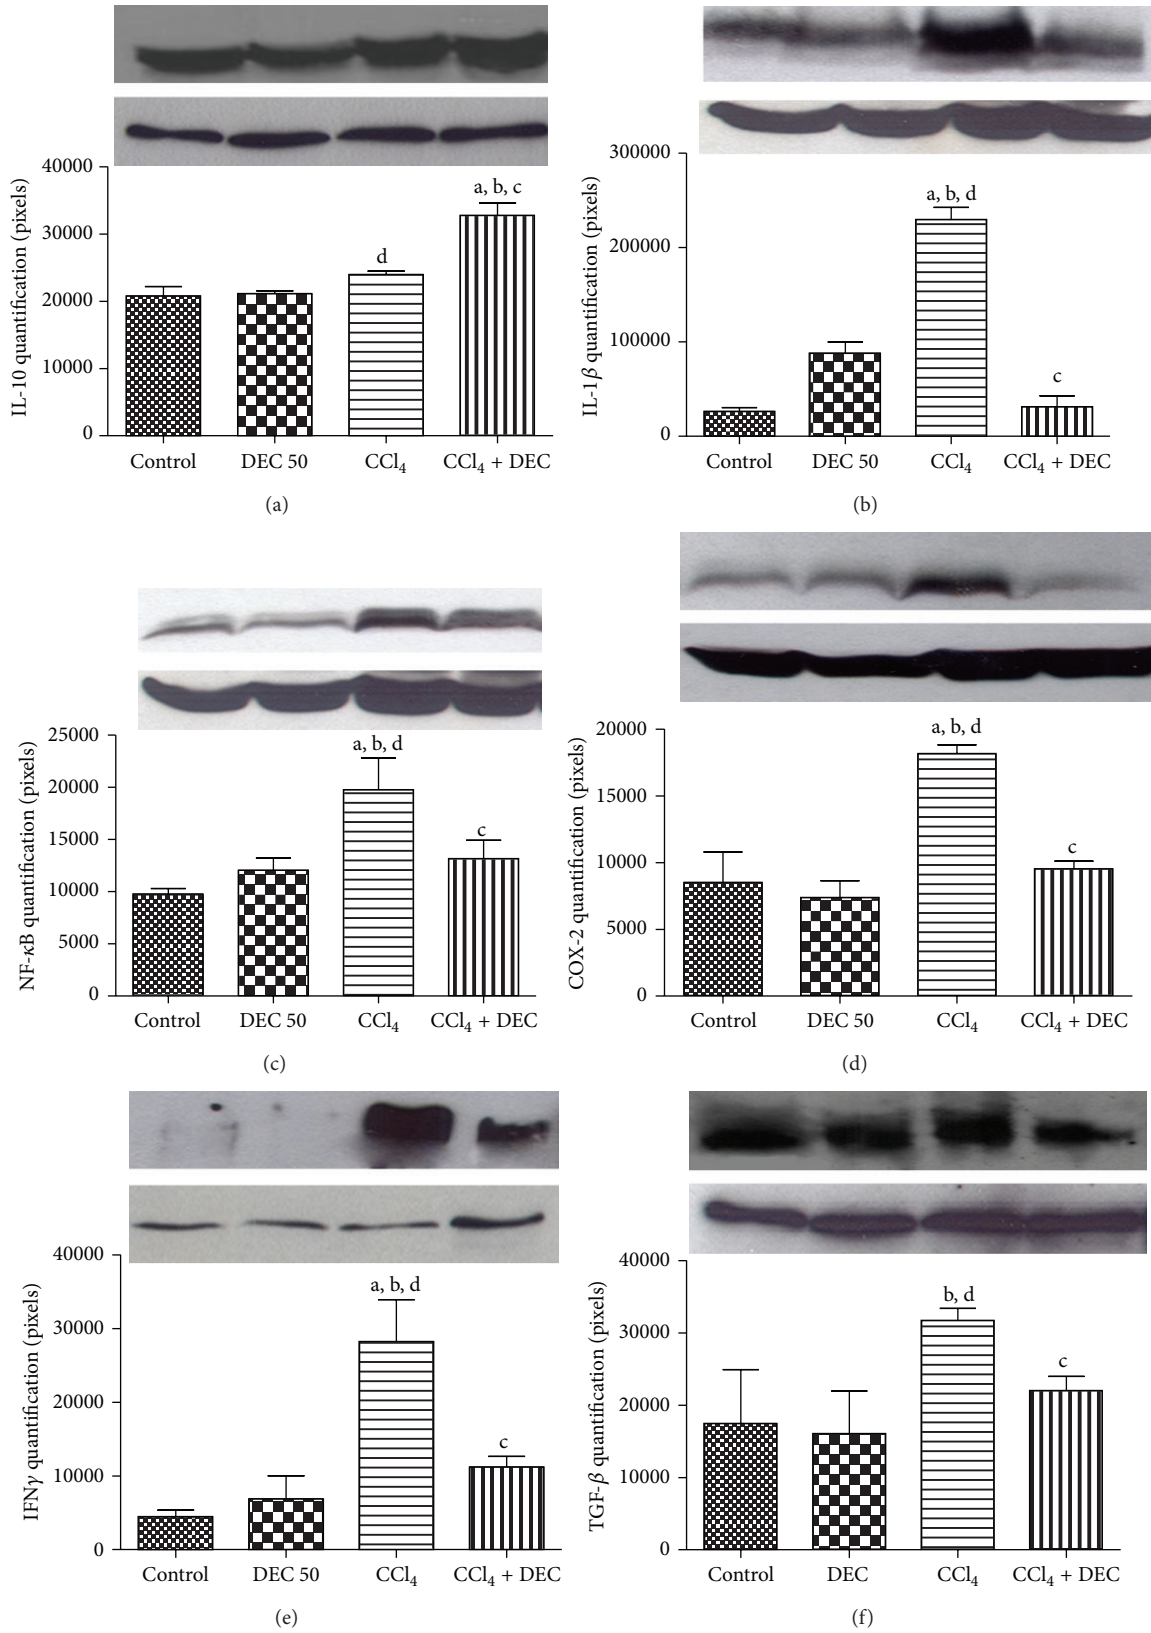 IL-10 quantification (pixels)
40000
30000
20000
10000
0
d
a, b, c
Control DEC 50 CCl₄ CCl₄ + DEC
(a)
IL-1β quantification (pixels)
300000
200000
100000
0
a, b, d
c
Control DEC 50 CCl₄ CCl₄ + DEC
(b)
NF-κB quantification (pixels)
25000
20000
15000
10000
5000
0
a, b, d
c
Control DEC 50 CCl₄ CCl₄ + DEC
(c)
COX-2 quantification (pixels)
20000
15000
10000
5000
0
a, b, d
c
Control DEC 50 CCl₄ CCl₄ + DEC
(d)
IFNγ quantification (pixels)
40000
30000
20000
10000
0
a, b, d
c
Control DEC 50 CCl₄ CCl₄ + DEC
(e)
TGF-β quantification (pixels)
40000
30000
20000
10000
0
b, d
c
Control DEC CCl₄ CCl₄ + DEC
(f)